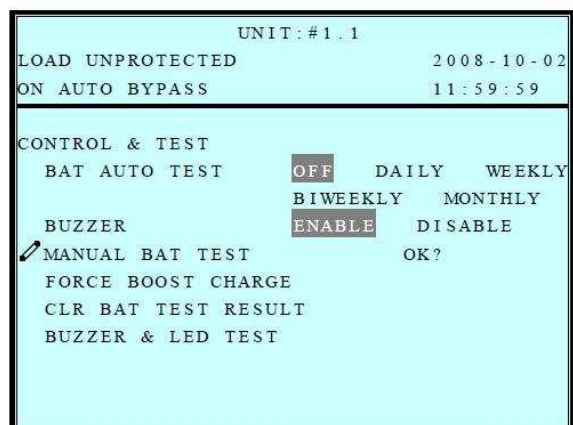 UNIT:#1.1
LOAD UNPROTECTED 2008-10-02
ON AUTO BYPASS 11:59:59
CONTROL & TEST
BAT AUTO TEST OFF DAILY WEEKLY
BIWEEKLY MONTHLY
BUZZER ENABLE DISABLE
MANUAL BAT TEST OK?
FORCE BOOST CHARGE
CLR BAT TEST RESULT
BUZZER & LED TEST